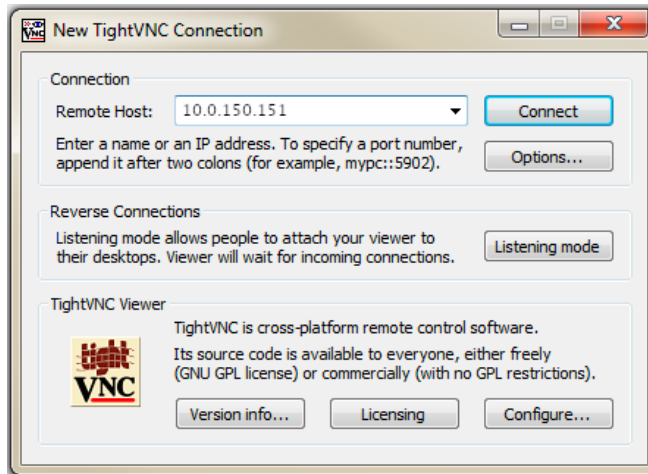 New TightVNC Connection
Connection
Remote Host: 10.0.150.151 Connect
Enter a name or an IP address. To specify a port number,
append it after two colons (for example, mypc::5902).
Options...
Reverse Connections
Listening mode allows people to attach your viewer to
their desktops. Viewer will wait for incoming connections.
Listening mode
TightVNC Viewer
TightVNC is cross-platform remote control software.
Its source code is available to everyone, either freely
(GNU GPL license) or commercially (with no GPL restrictions).
tight
VNC
Version info... Licensing Configure...